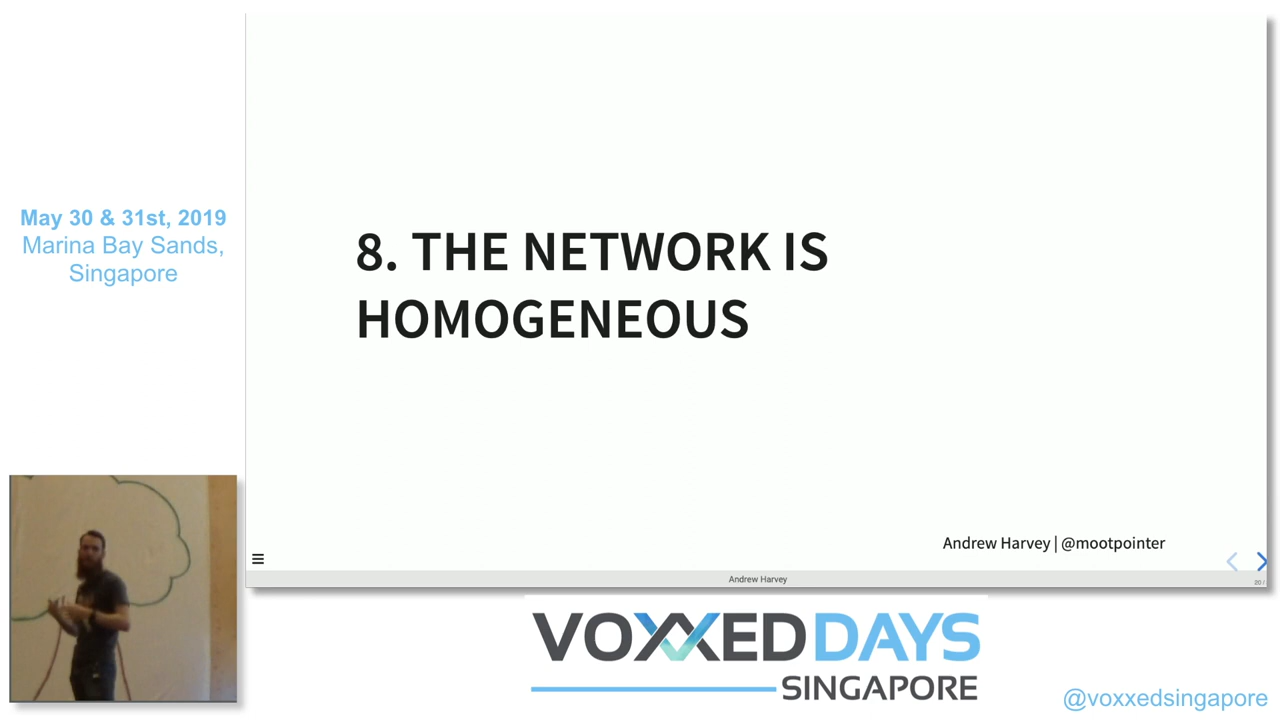 May 30 & 31st, 2019
Marina Bay Sands,
Singapore
8. THE NETWORK IS
HOMOGENEOUS
Andrew Harvey | @mootpointer
Andrew Harvey
20 /
VOXXED DAYS
SINGAPORE
@voxxedsingapore